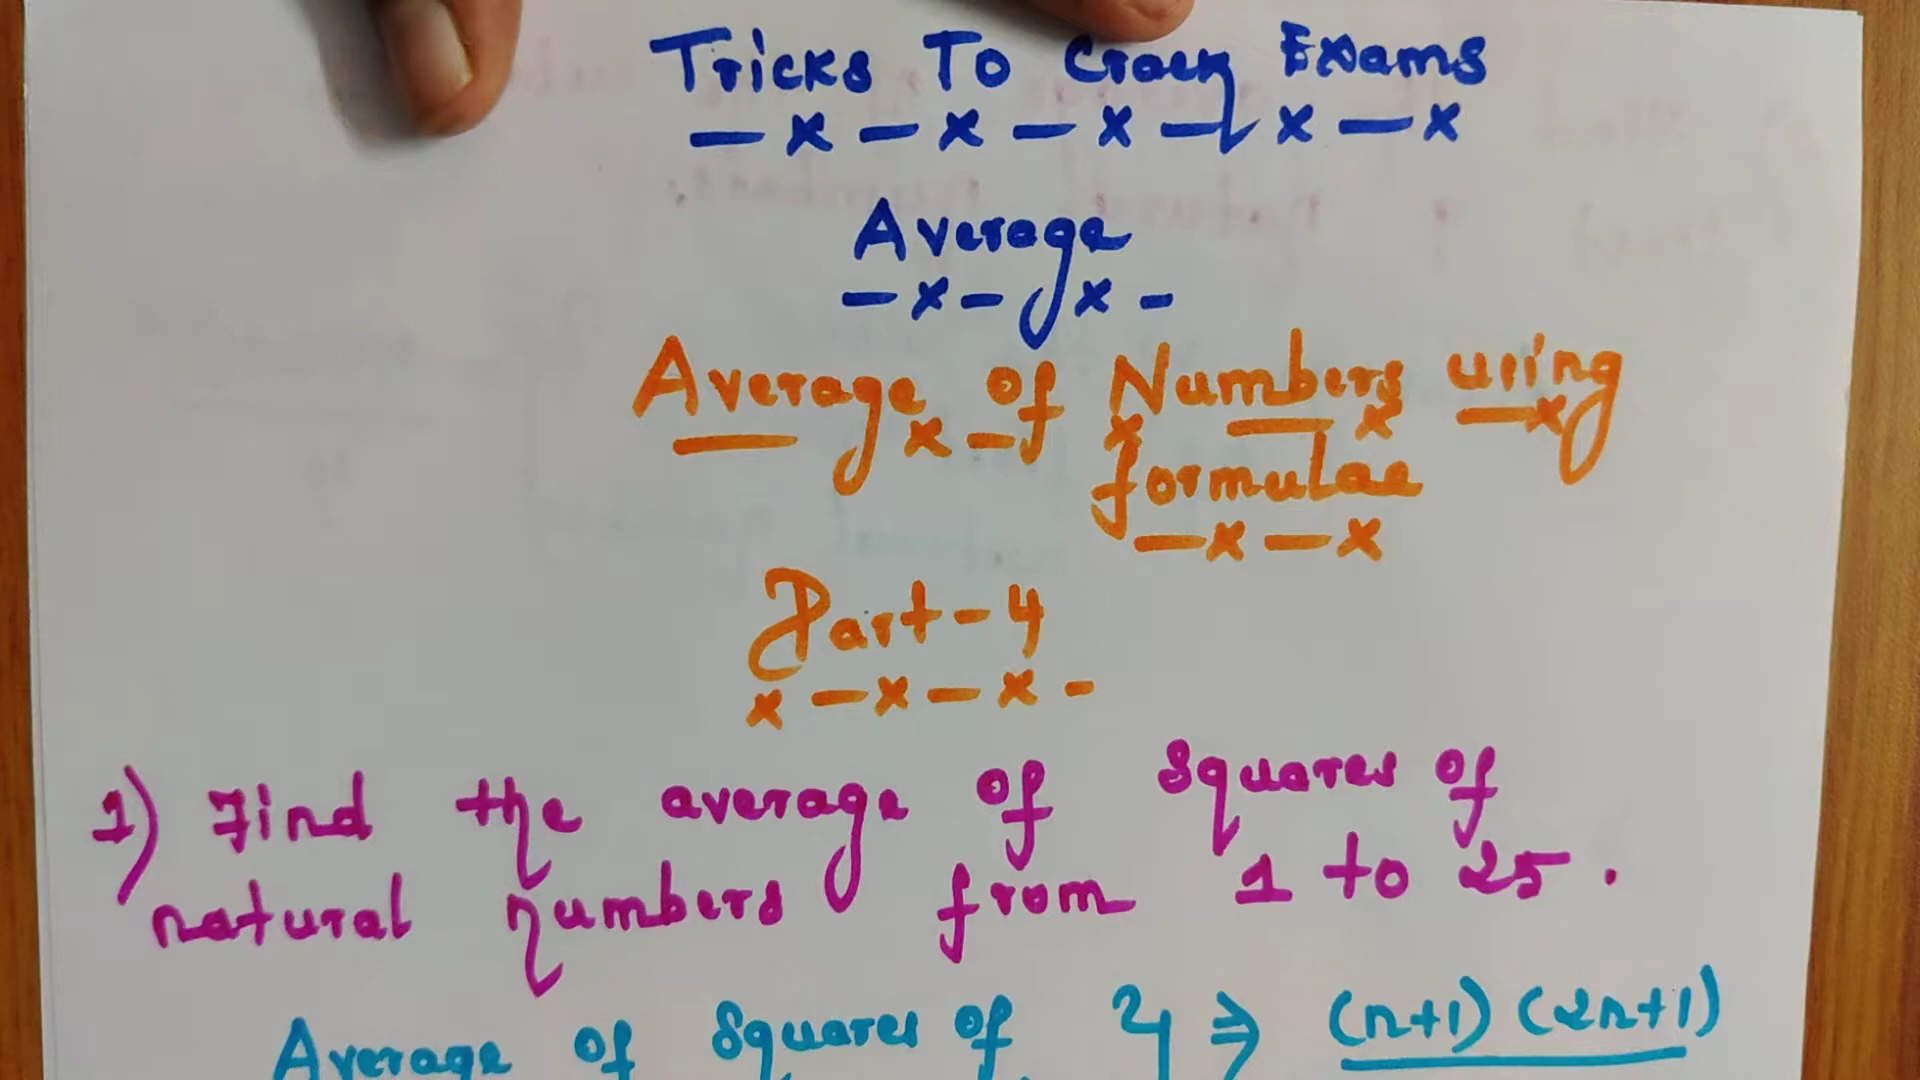 Tricks To Crack Exams
Average
Average of Numbers using
formulae
Part-4
1) Find the average of squares of
natural numbers from 1 to 25.
Average of squares of } ⇒ (n+1)(2n+1)